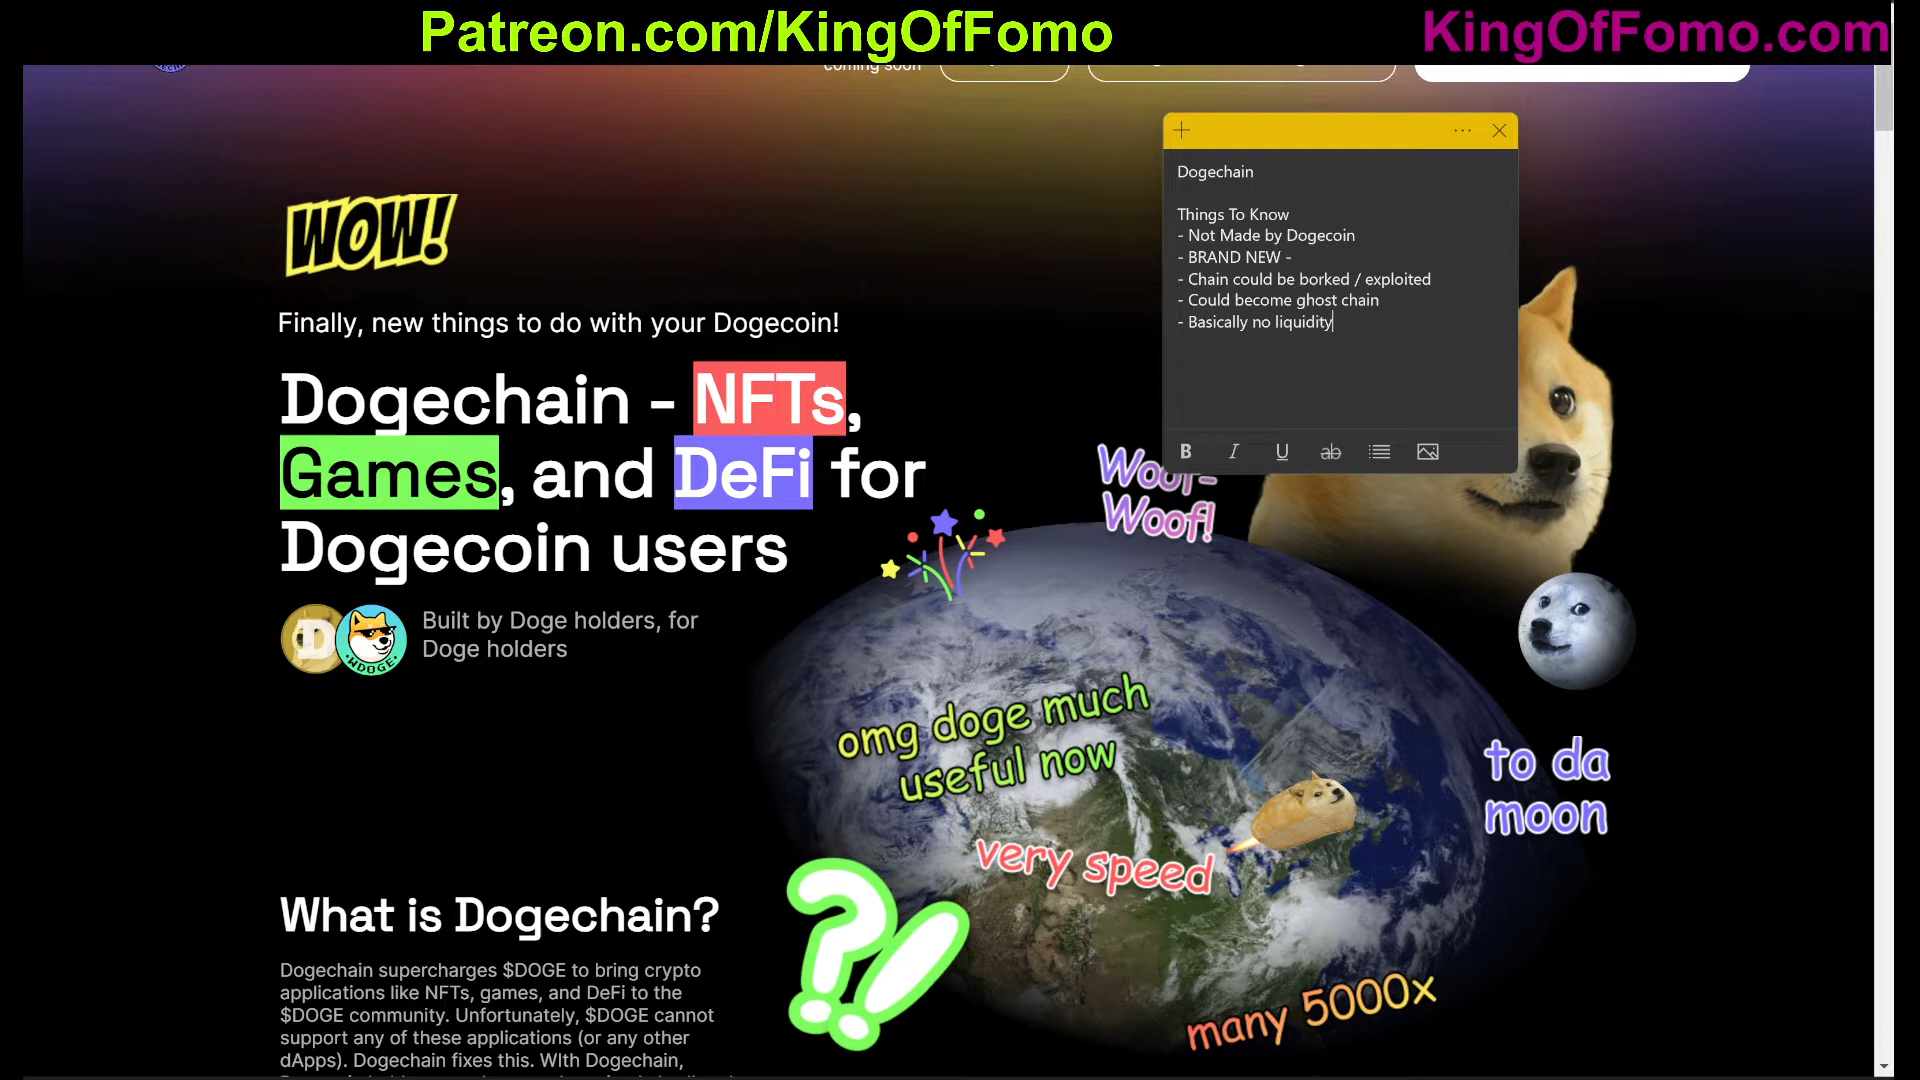 Patreon.com/KingOfFomo
KingOfFomo.com
coming soon
WOW!
Finally, new things to do with your Dogecoin!
Dogechain - NFTs,
Games, and DeFi for
Dogecoin users
WDOGE
Built by Doge holders, for
Doge holders
Dogechain
Things To Know
- Not Made by Dogecoin
- BRAND NEW -
- Chain could be borked / exploited
- Could become ghost chain
- Basically no liquidity
B I U ab
Woof-
Woof!
omg doge much
useful now
very speed
to da
moon
many 5000x
What is Dogechain?
Dogechain supercharges $DOGE to bring crypto
applications like NFTs, games, and DeFi to the
$DOGE community. Unfortunately, $DOGE cannot
support any of these applications (or any other
dApps). Dogechain fixes this. WIth Dogechain,